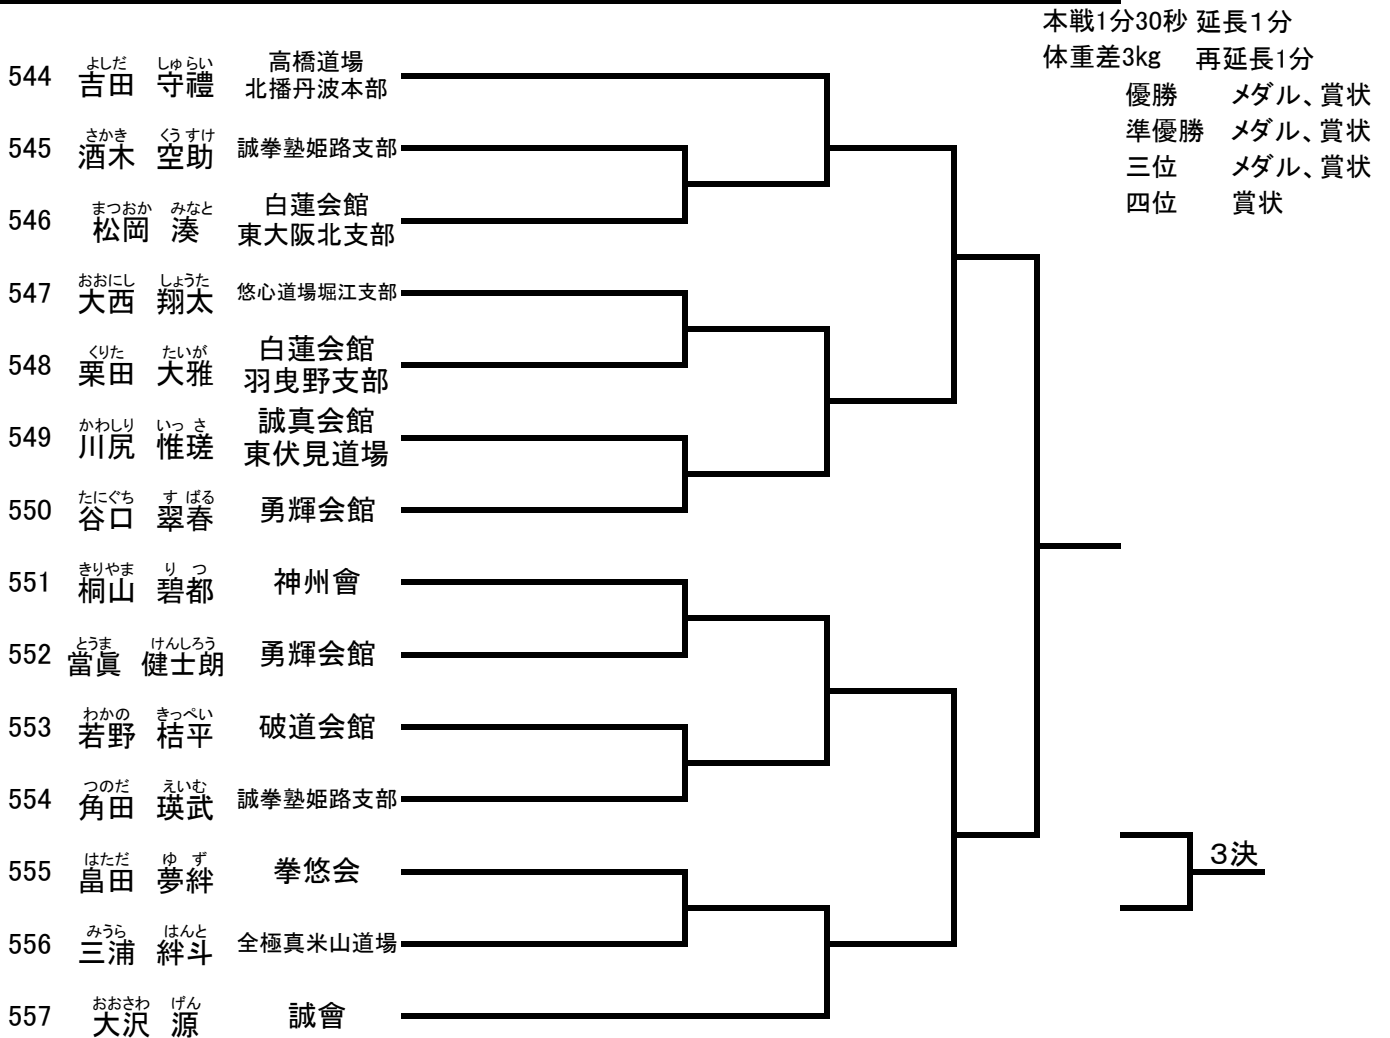 本戦1分30秒 延長１分
体重差3kg 再延長1分
優勝 メダル、賞状
準優勝 メダル、賞状
三位 メダル、賞状
四位 賞状
よしだ しゅらい
544 吉田 守禮 高橋道場
北播丹波本部
さかき くうすけ
545 酒木 空助 誠拳塾姫路支部
まつおか みなと
546 松岡 湊 白蓮会館
東大阪北支部
おおにし しょうた
547 大西 翔太 悠心道場堀江支部
くりた たいが
548 栗田 大雅 白蓮会館
羽曳野支部
かわしり いっさ
549 川尻 惟瑳 誠真会館
東伏見道場
たにぐち すばる
550 谷口 翠春 勇輝会館
きりやま りつ
551 桐山 碧都 神州會
とうま けんしろう
552 當眞 健士朗 勇輝会館
わかの きっぺい
553 若野 桔平 破道会館
つのだ えいむ
554 角田 瑛武 誠拳塾姫路支部
はただ ゆず
555 畠田 夢絆 拳悠会
みうら はんと
556 三浦 絆斗 全極真米山道場
おおさわ げん
557 大沢 源 誠會
３決